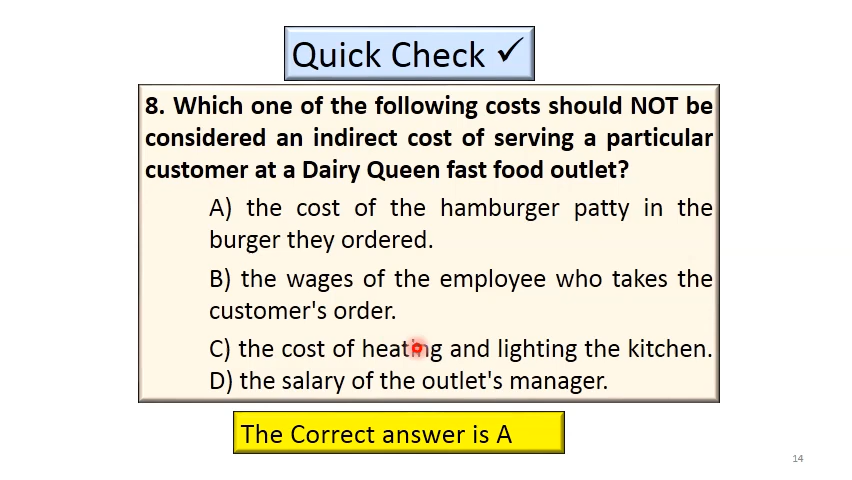 Quick Check ✓
8. Which one of the following costs should NOT be
considered an indirect cost of serving a particular
customer at a Dairy Queen fast food outlet?
A) the cost of the hamburger patty in the
burger they ordered.
B) the wages of the employee who takes the
customer's order.
C) the cost of heating and lighting the kitchen.
D) the salary of the outlet's manager.
The Correct answer is A
14